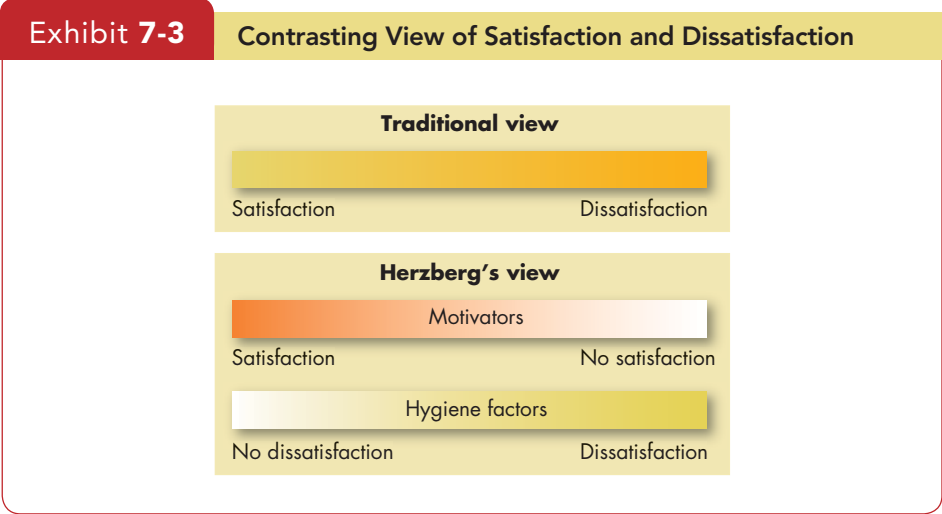 Exhibit 7-3
Contrasting View of Satisfaction and Dissatisfaction
Traditional view
Satisfaction Dissatisfaction
Herzberg's view
Motivators
Satisfaction No satisfaction
Hygiene factors
No dissatisfaction Dissatisfaction